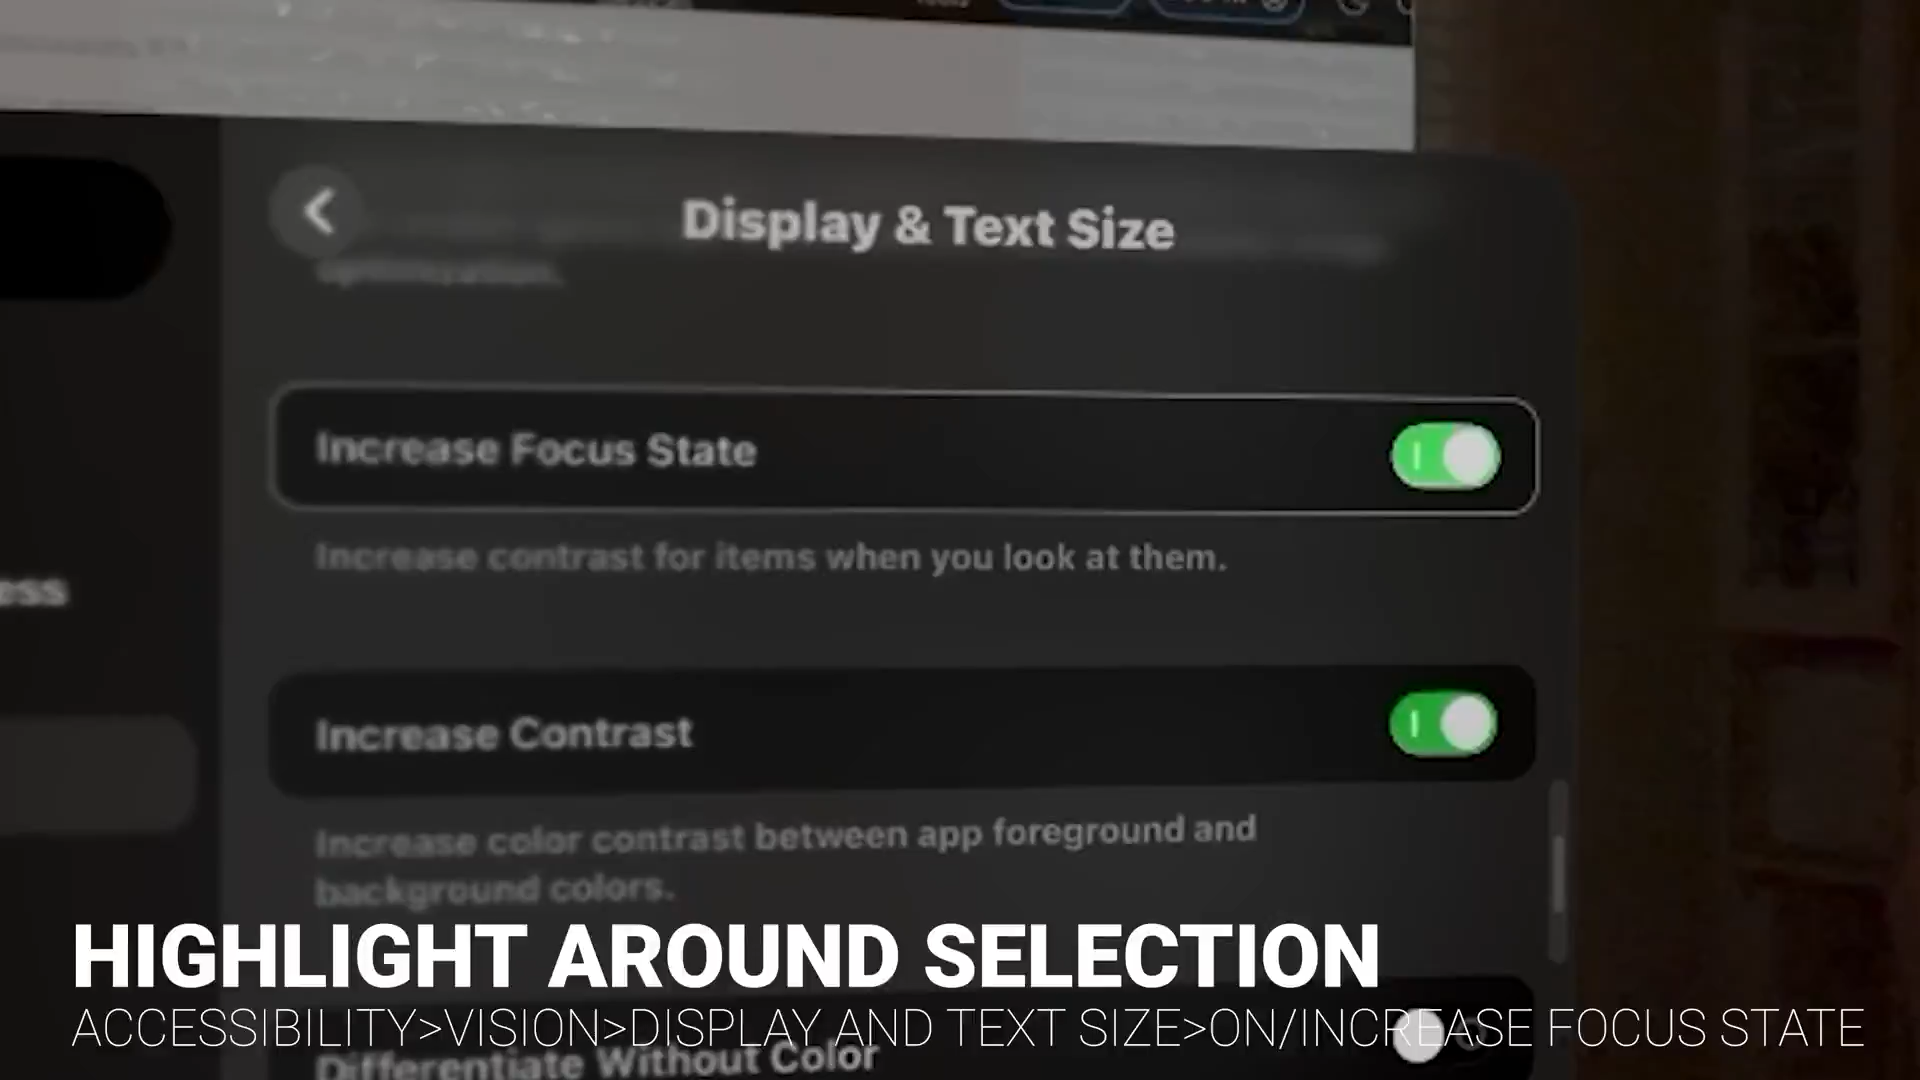 Display & Text Size
Increase Focus State
Increase contrast for items when you look at them.
Increase Contrast
Increase color contrast between app foreground and
background colors.
HIGHLIGHT AROUND SELECTION
ACCESSIBILITY>VISION>DISPLAY AND TEXT SIZE>ON/INCREASE FOCUS STATE
Differentiate Without Color